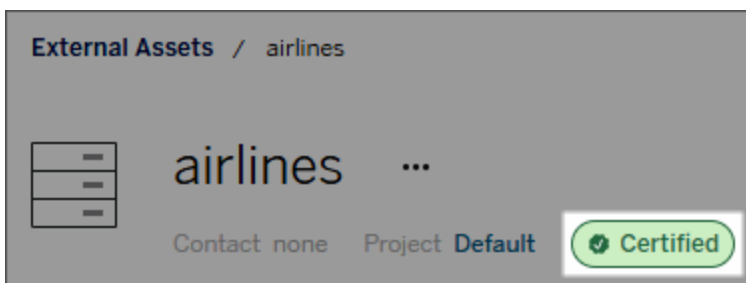 External Assets / airlines
airlines ...
Contact none Project Default Certified